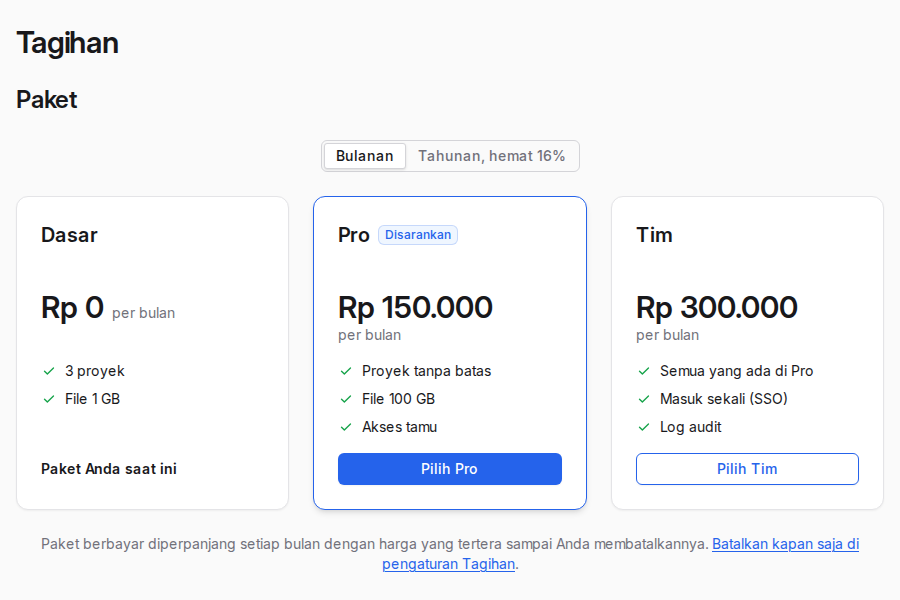 Tagihan
Paket
Bulanan
Tahunan, hemat 16%
Dasar
Rp 0 per bulan
3 proyek
File 1 GB
Paket Anda saat ini
Pro Disarankan
Rp 150.000
per bulan
Proyek tanpa batas
File 100 GB
Akses tamu
Pilih Pro
Tim
Rp 300.000
per bulan
Semua yang ada di Pro
Masuk sekali (SSO)
Log audit
Pilih Tim
Paket berbayar diperpanjang setiap bulan dengan harga yang tertera sampai Anda membatalkannya. Batalkan kapan saja di
pengaturan Tagihan.